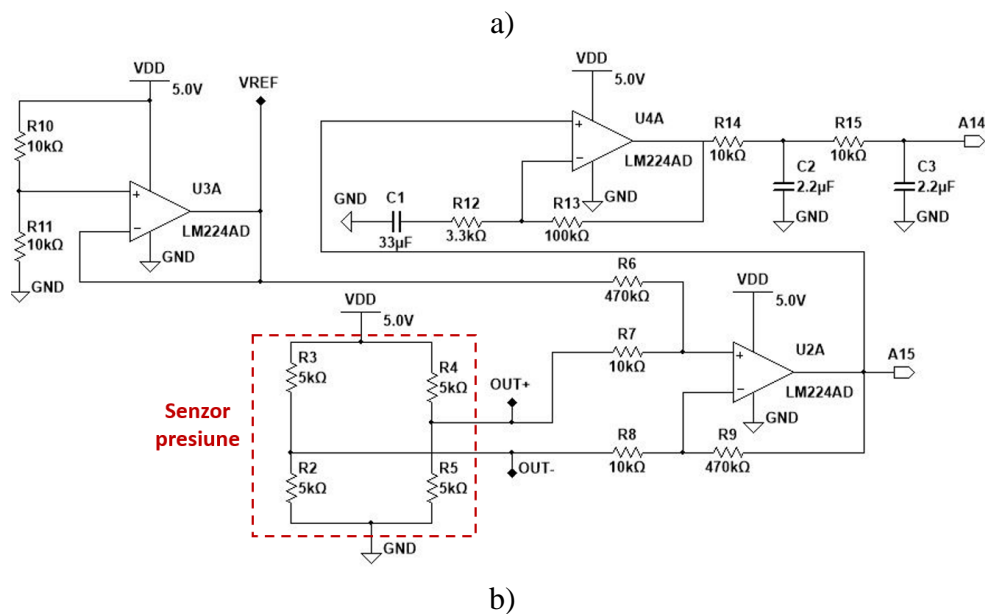 a)
VDD
5.0V
VREF
R10
10kΩ
U3A
R11
10kΩ
LM224AD
GND
GND
VDD
5.0V
U4A
LM224AD
GND
GND
C1
33µF
R12
3.3kΩ
R13
100kΩ
R14
10kΩ
R15
10kΩ
A14
C2
2.2µF
GND
C3
2.2µF
GND
R6
470kΩ
VDD
5.0V
R7
10kΩ
U2A
A15
LM224AD
GND
R8
10kΩ
R9
470kΩ
VDD
5.0V
R3
5kΩ
R4
5kΩ
OUT+
Senzor
presiune
R2
5kΩ
R5
5kΩ
OUT-
GND
b)